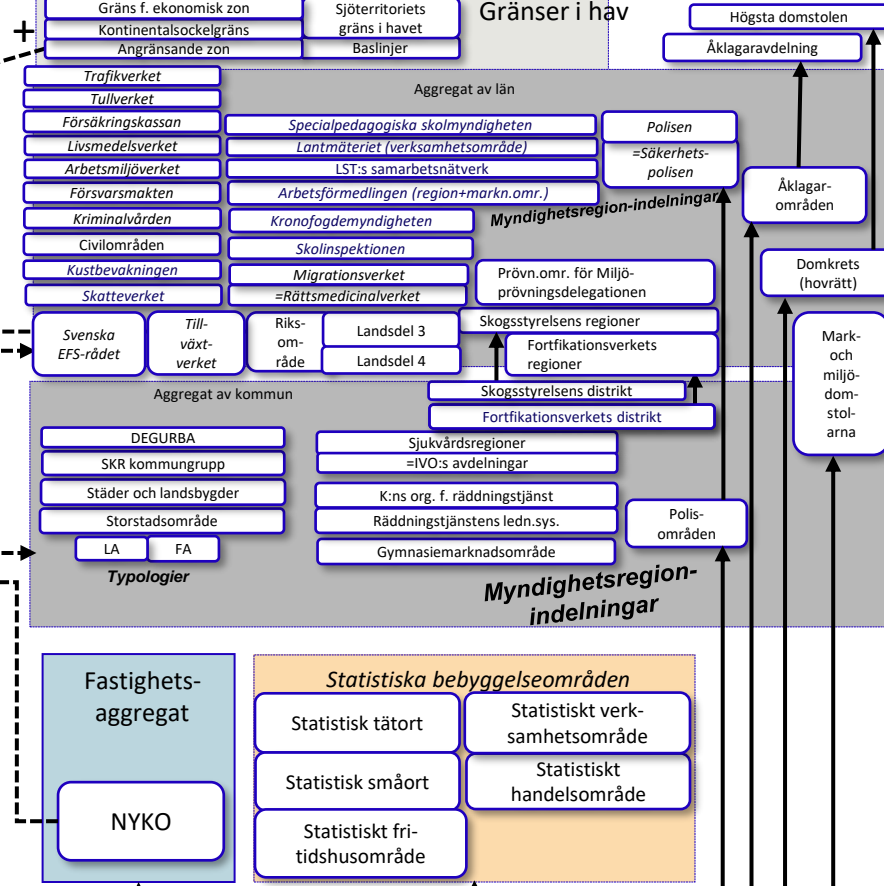 Gräns f. ekonomisk zon
Kontinentalsockelgräns
Angränsande zon
Sjöterritoriets
gräns i havet
Baslinjer
Gränser i hav
+
Högsta domstolen
Åklagaravdelning
Aggregat av län
Trafikverket
Tullverket
Försäkringskassan
Livsmedelsverket
Arbetsmiljöverket
Försvarsmakten
Kriminalvården
Civilområden
Kustbevakningen
Skatteverket
Specialpedagogiska skolmyndigheten
Lantmäteriet (verksamhetsområde)
LST:s samarbetsnätverk
Arbetsförmedlingen (region+markn.omr.)
Kronofogdemyndigheten
Skolinspektionen
Migrationsverket
=Rättsmedicinalverket
Polisen
=Säkerhets-
polisen
Myndighetsregion-indelningar
Åklagar-
områden
Domkrets
(hovrätt)
Prövn.omr. för Miljö-
prövningsdelegationen
Skogsstyrelsens regioner
Fortfikationsverkets
regioner
Svenska
EFS-rådet
Till-
växt-
verket
Riks-
om-
råde
Landsdel 3
Landsdel 4
Mark-
och
miljö-
dom-
stol-
arna
Aggregat av kommun
Skogsstyrelsens distrikt
Fortfikationsverkets distrikt
DEGURBA
SKR kommungrupp
Städer och landsbygder
Storstadsområde
LA
FA
Typologier
Sjukvårdsregioner
=IVO:s avdelningar
K:ns org. f. räddningstjänst
Räddningstjänstens ledn.sys.
Gymnasiemarknadsområde
Polis-
områden
Myndighetsregion-
indelningar
Fastighets-
aggregat
NYKO
Statistiska bebyggelseområden
Statistisk tätort
Statistiskt verk-
samhetsområde
Statistisk småort
Statistiskt
handelsområde
Statistiskt fri-
tidshusområde